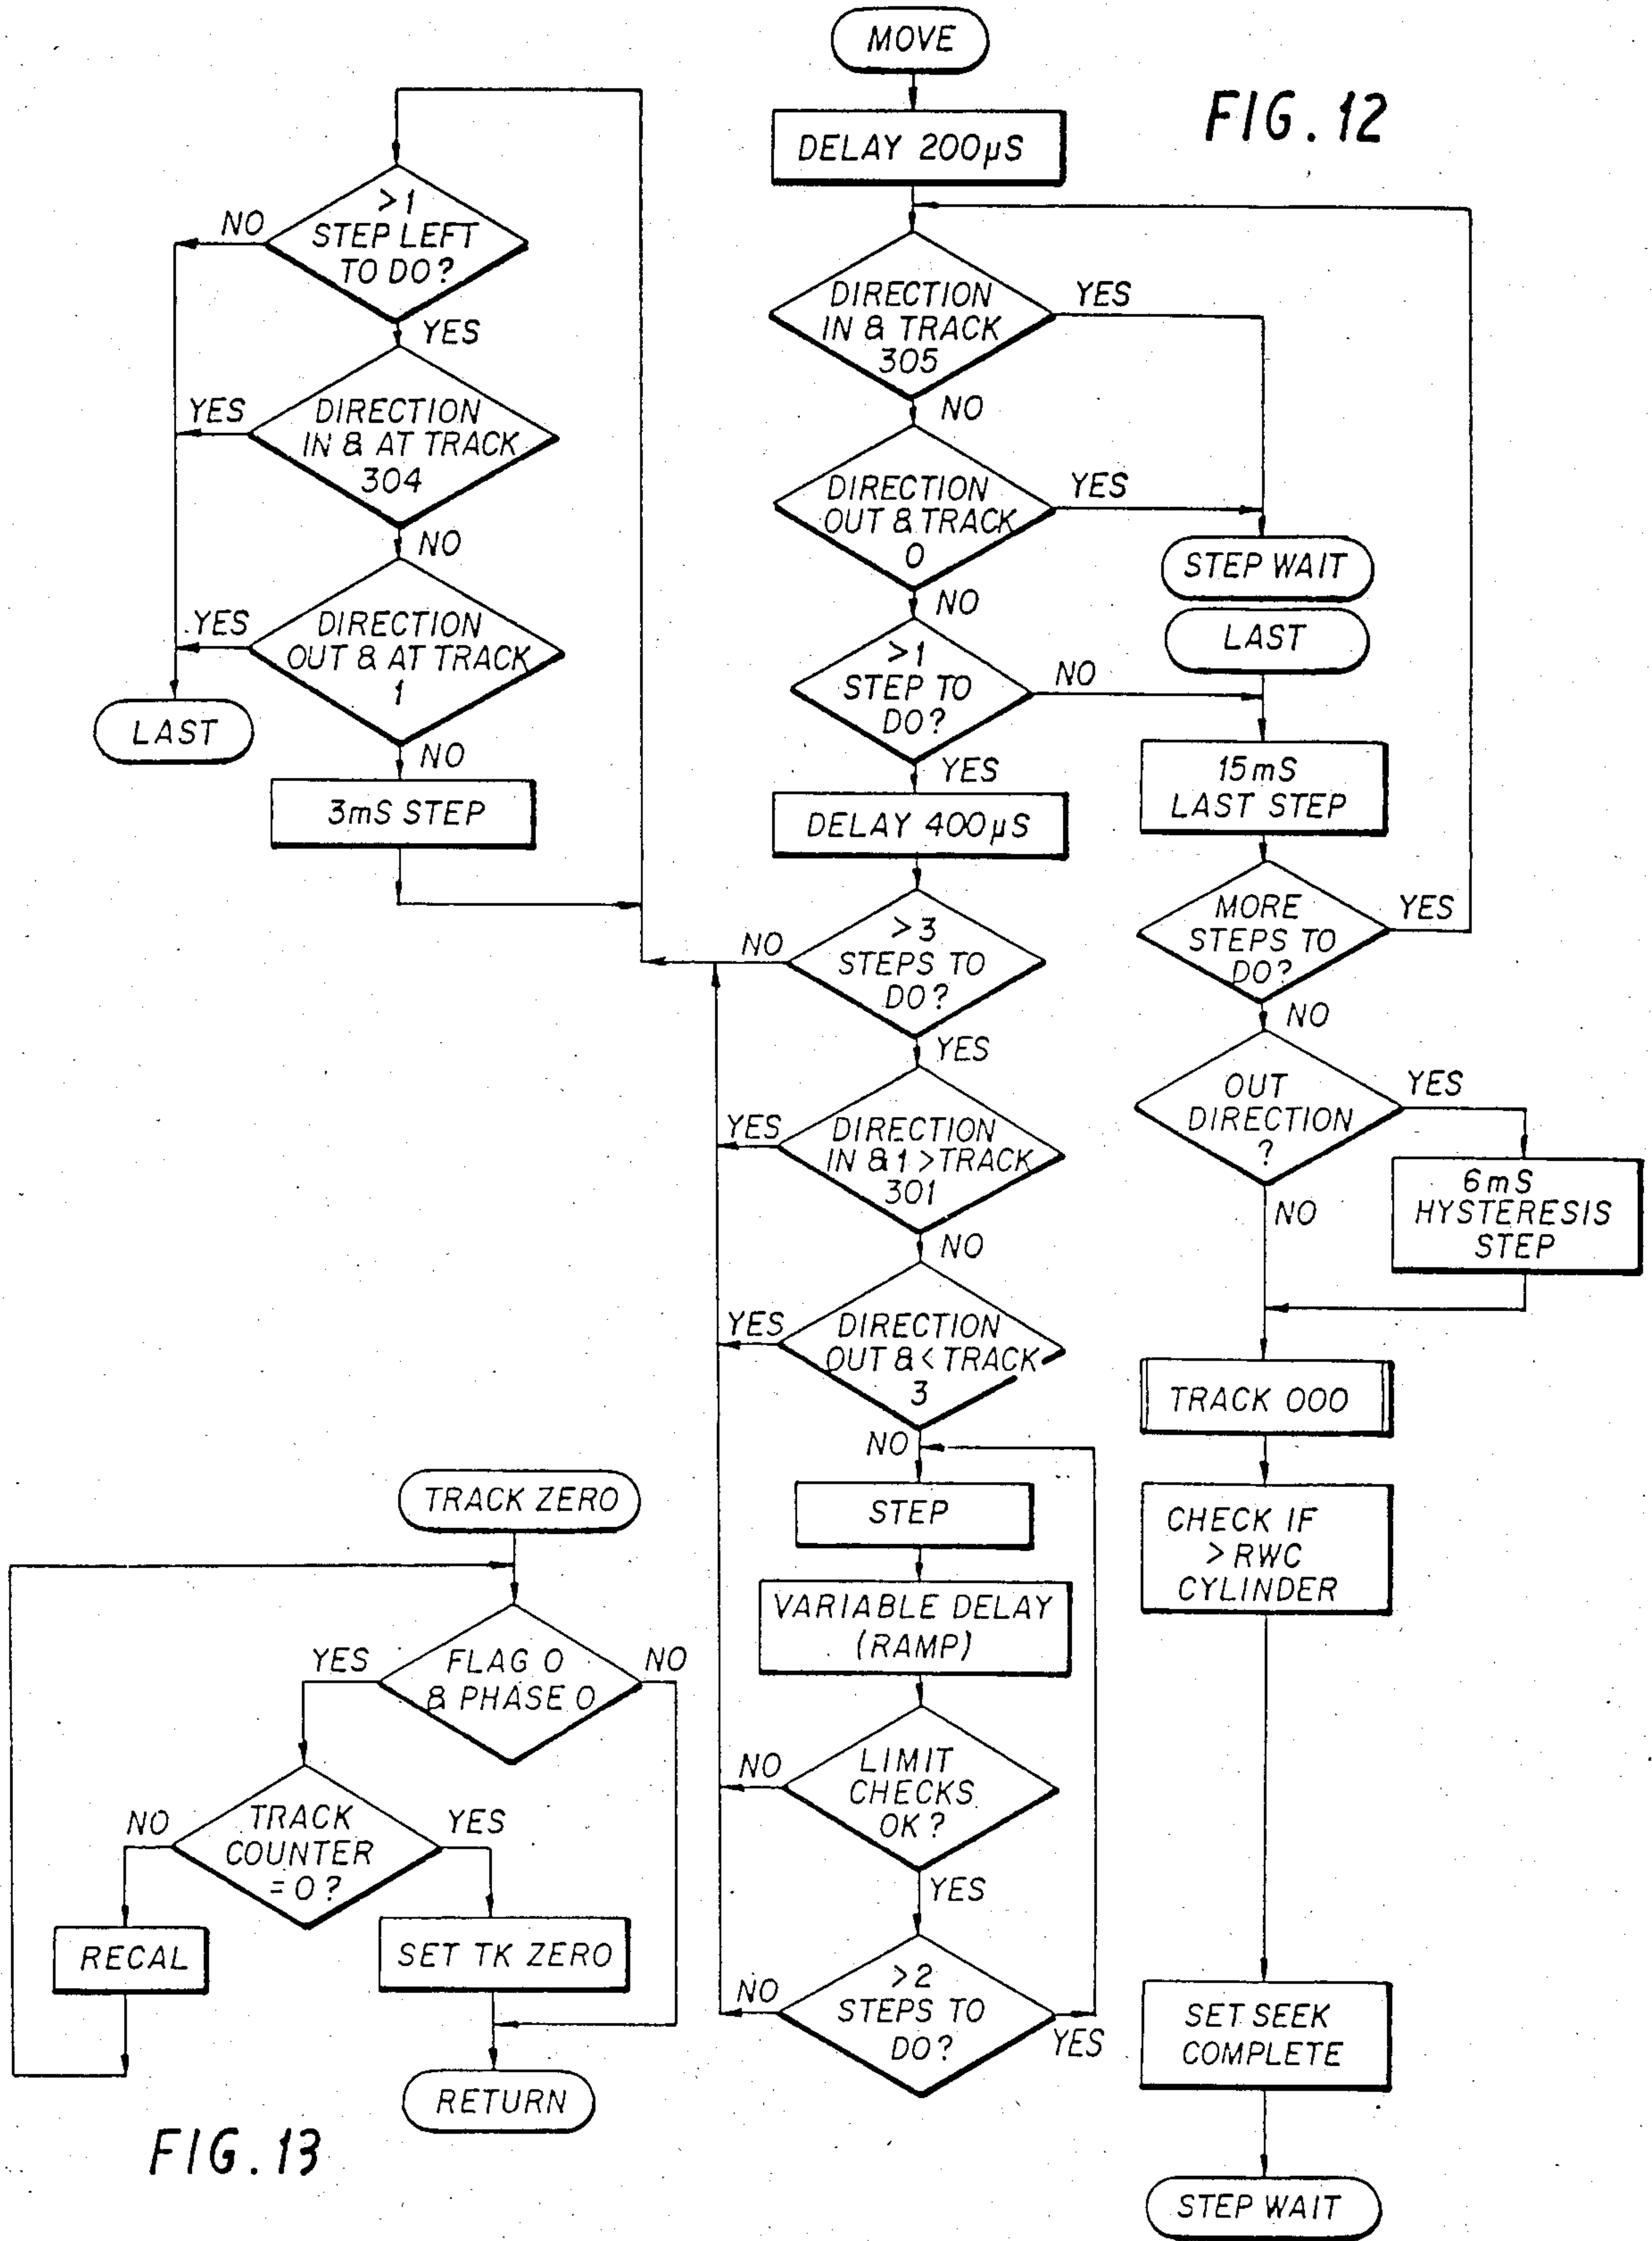 MOVE
DELAY 200µS
FIG. 12
>1
STEP LEFT
TO DO?
NO
YES
DIRECTION
IN & AT TRACK
304
YES
NO
DIRECTION
OUT & AT TRACK
1
YES
NO
LAST
3mS STEP
DIRECTION
IN & TRACK
305
YES
NO
DIRECTION
OUT & TRACK
0
YES
NO
STEP WAIT
LAST
>1
STEP TO
DO?
NO
YES
DELAY 400µS
15mS
LAST STEP
>3
STEPS TO
DO?
NO
YES
MORE
STEPS TO
DO?
YES
NO
DIRECTION
IN & 1 > TRACK
301
YES
NO
OUT
DIRECTION
?
YES
NO
6mS
HYSTERESIS
STEP
DIRECTION
OUT & < TRACK
3
YES
NO
TRACK 000
STEP
CHECK IF
> RWC
CYLINDER
VARIABLE DELAY
(RAMP)
LIMIT
CHECKS
OK?
NO
YES
>2
STEPS TO
DO?
NO
YES
SET SEEK
COMPLETE
STEP WAIT
TRACK ZERO
FLAG 0
& PHASE 0
YES
NO
TRACK
COUNTER
= 0?
NO
YES
RECAL
SET TK ZERO
RETURN
FIG. 13